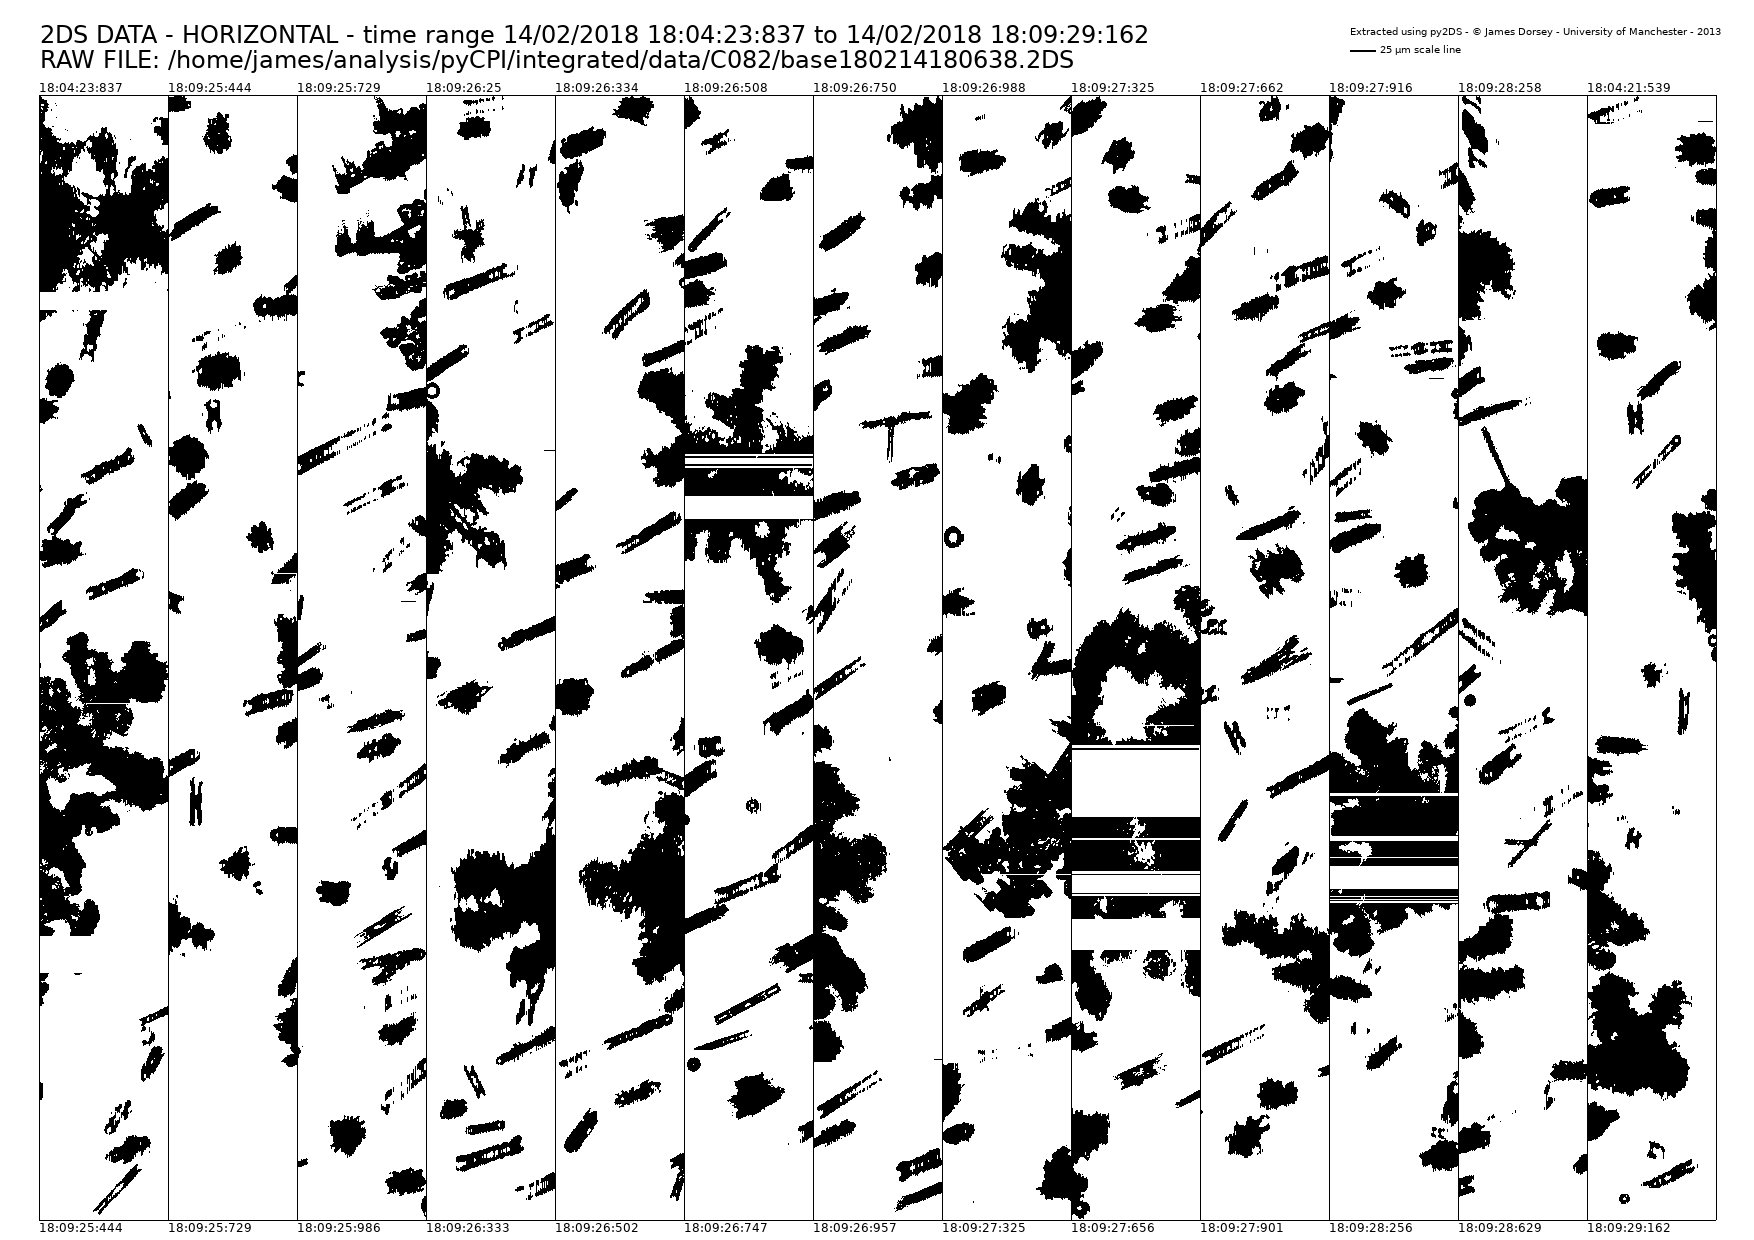 2DS DATA - HORIZONTAL - time range 14/02/2018 18:04:23:837 to 14/02/2018 18:09:29:162
RAW FILE: /home/james/analysis/pyCPI/integrated/data/C082/base180214180638.2DS
Extracted using py2DS - © James Dorsey - University of Manchester - 2013
25 µm scale line
18:04:23:837 18:09:25:444 18:09:25:729 18:09:26:25 18:09:26:334 18:09:26:508 18:09:26:750 18:09:26:988 18:09:27:325 18:09:27:662 18:09:27:916 18:09:28:258 18:04:21:539
18:09:25:444 18:09:25:729 18:09:25:986 18:09:26:333 18:09:26:502 18:09:26:747 18:09:26:957 18:09:27:325 18:09:27:656 18:09:27:901 18:09:28:256 18:09:28:629 18:09:29:162